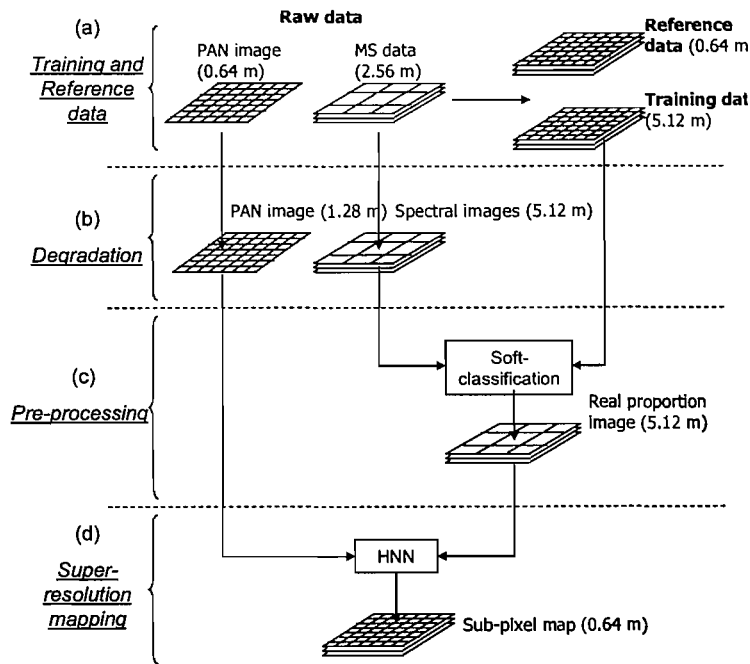 (a)
Training and
Reference
data
Raw data
PAN image
(0.64 m)
MS data
(2.56 m)
Reference
data (0.64 m
Training dat
(5.12 m)
(b)
Degradation
PAN image (1.28 m)
Spectral images (5.12 m)
(c)
Pre-processing
Soft-
classification
Real proportion
image (5.12 m)
(d)
Super-
resolution
mapping
HNN
Sub-pixel map (0.64 m)